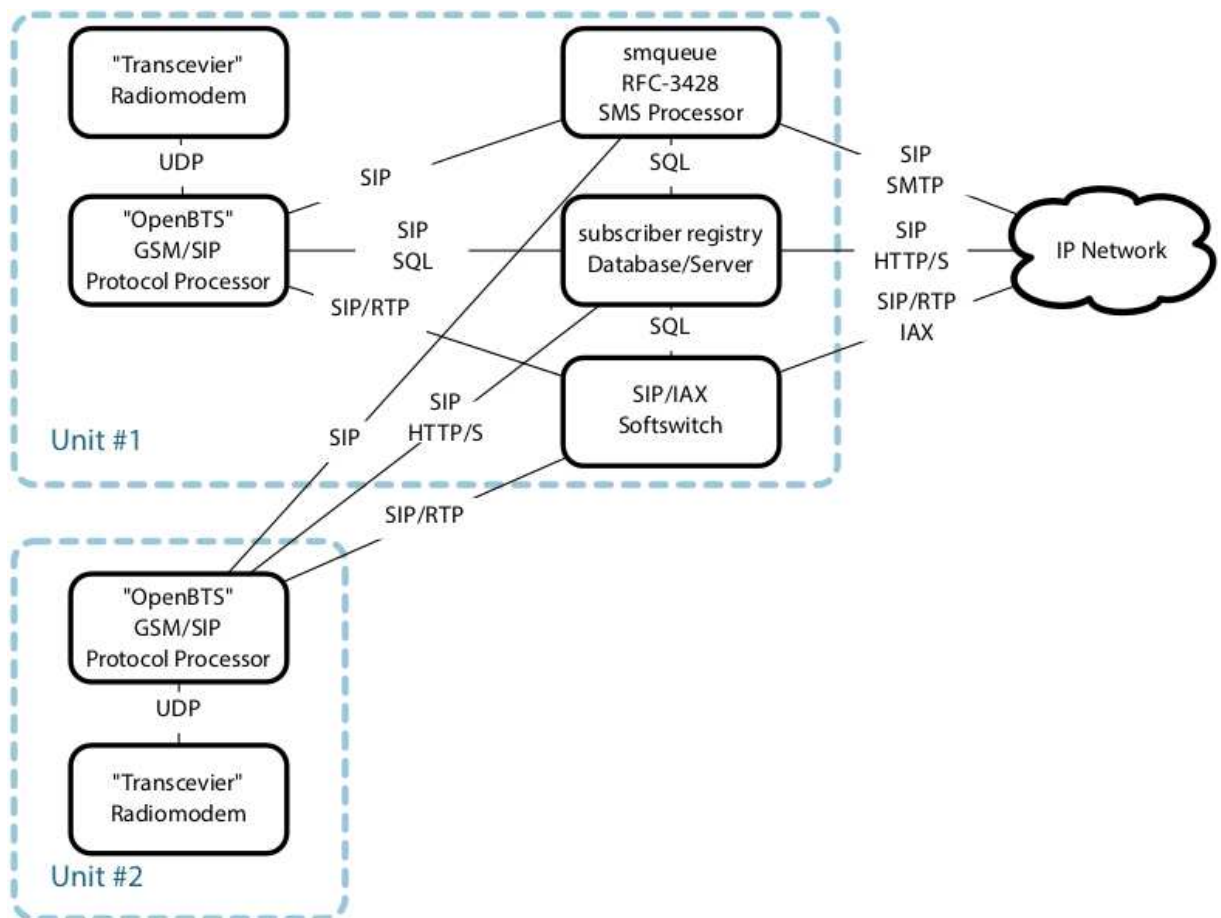 "Transcevier"
Radiomodem
UDP
"OpenBTS"
GSM/SIP
Protocol Processor
smqueue
RFC-3428
SMS Processor
SQL
subscriber registry
Database/Server
SQL
SIP/IAX
Softswitch
SIP
SIP
SQL
SIP/RTP
SIP
SMTP
SIP
HTTP/S
SIP/RTP
IAX
IP Network
SIP
SIP
HTTP/S
SIP/RTP
Unit #1
"OpenBTS"
GSM/SIP
Protocol Processor
UDP
"Transcevier"
Radiomodem
Unit #2